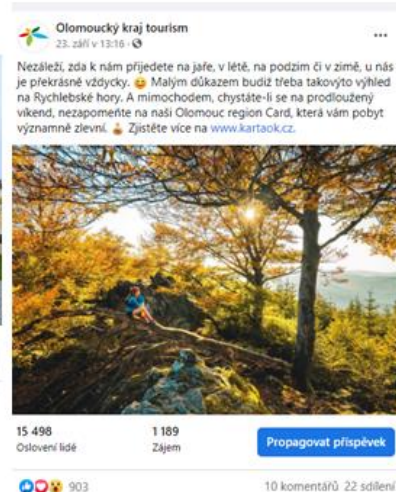 Olomoucký kraj tourism
23. září v 13:16 ·
Nezáleží, zda k nám přijedete na jaře, v létě, na podzim či v zimě, u nás
je překrásně vždycky. 😊 Malým důkazem budiž třeba takovýto výhled
na Rychlebské hory. A mimochodem, chystáte-li se na prodloužený
víkend, nezapomeňte na naši Olomouc region Card, která vám pobyt
významně zlevní. Zjistěte více na www.kartaok.cz.
15 498 1 189
Oslovení lidé Zájem
Propagovat příspěvek
903 10 komentářů 22 sdílení